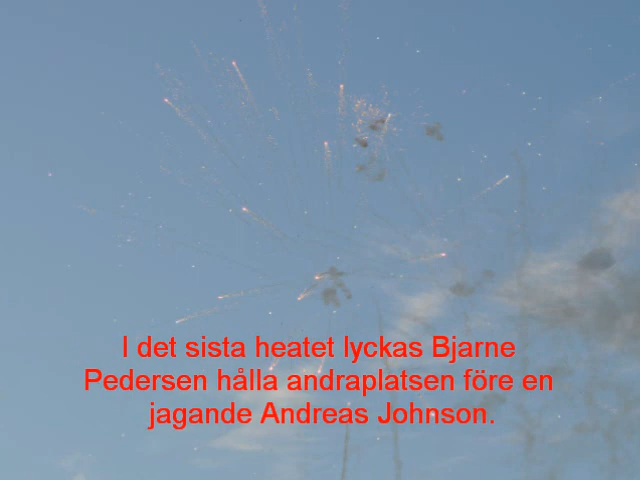 I det sista heatet lyckas Bjarne
Pedersen hålla andraplatsen före en
jagande Andreas Johnson.